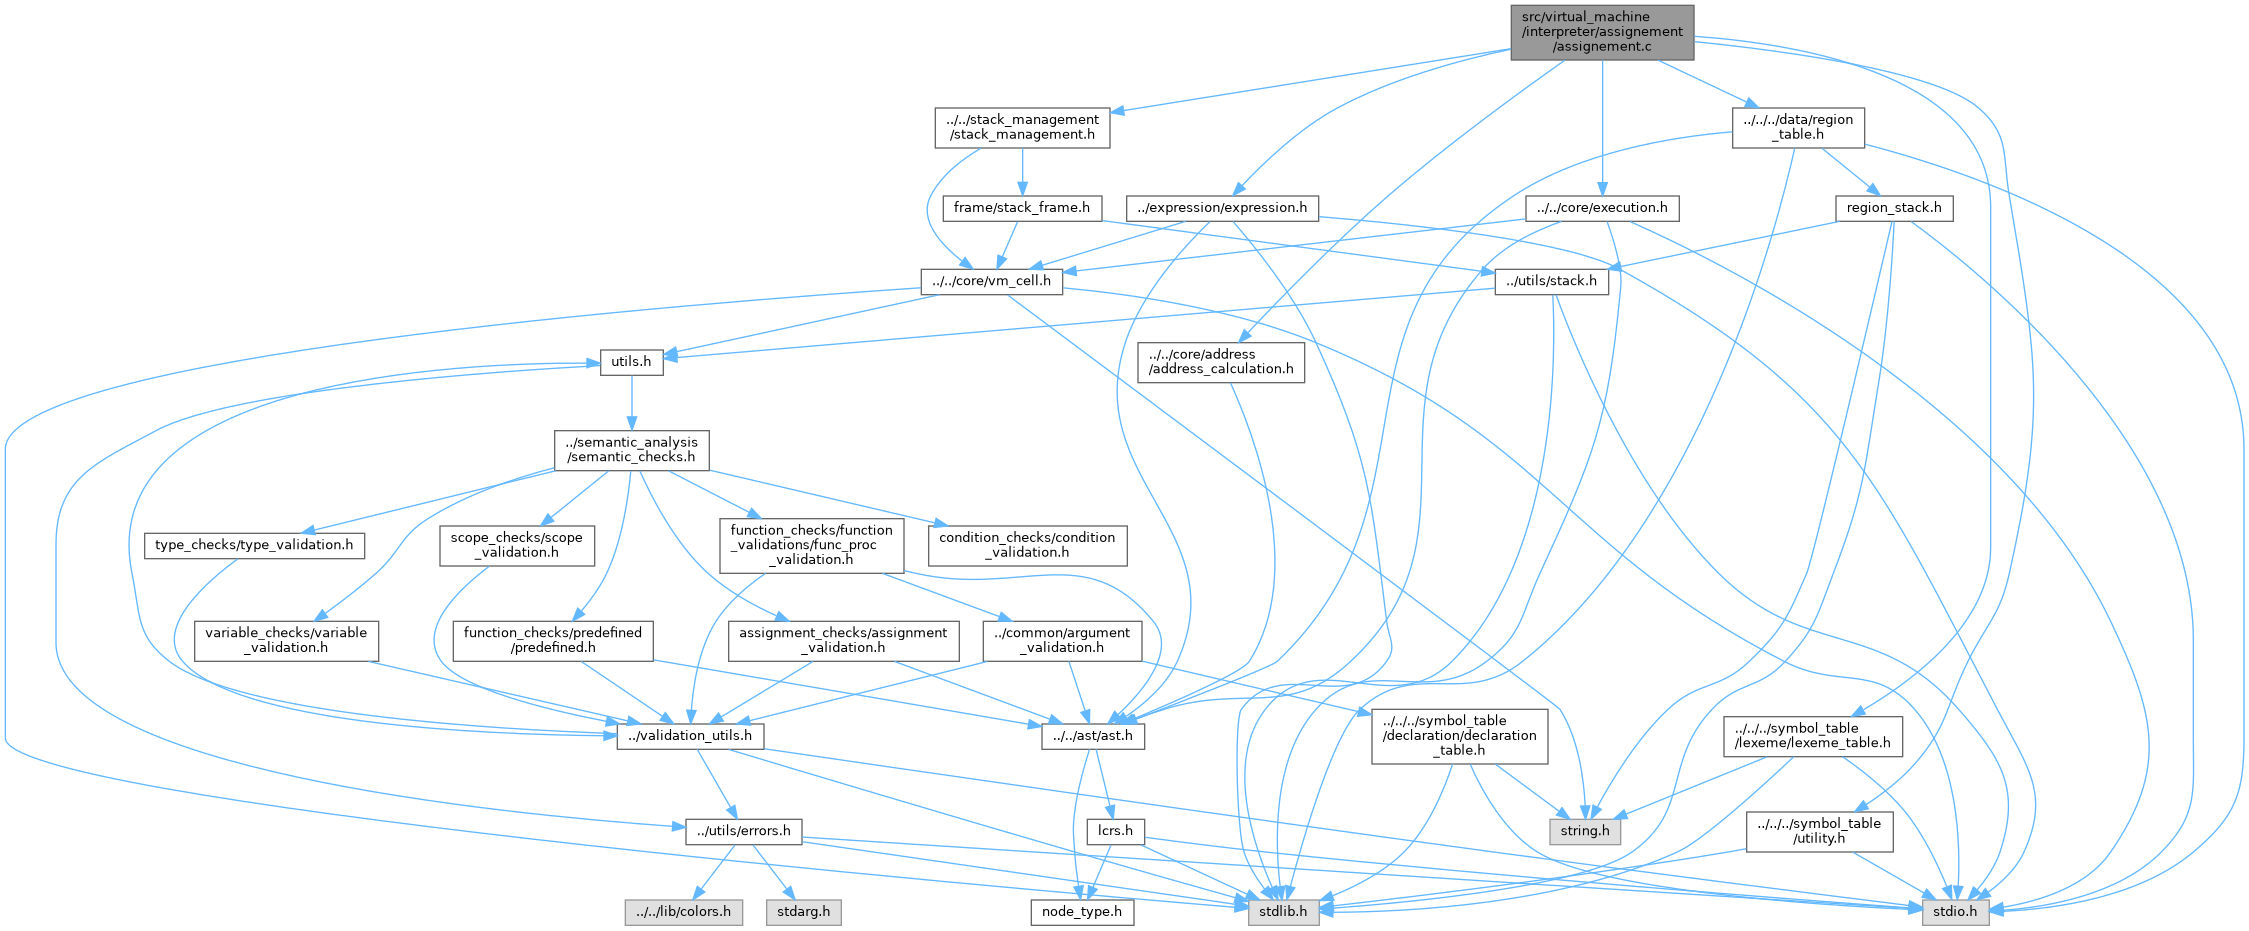 src/virtual_machine
/interpreter/assignement
/assignement.c
../../stack_management
/stack_management.h
../../../data/region
_table.h
frame/stack_frame.h
../expression/expression.h
../../core/execution.h
region_stack.h
../../core/vm_cell.h
../utils/stack.h
utils.h
../../core/address
/address_calculation.h
../semantic_analysis
/semantic_checks.h
type_checks/type_validation.h
scope_checks/scope
_validation.h
function_checks/function
_validations/func_proc
_validation.h
condition_checks/condition
_validation.h
variable_checks/variable
_validation.h
function_checks/predefined
/predefined.h
assignment_checks/assignment
_validation.h
../common/argument
_validation.h
../validation_utils.h
../../ast/ast.h
../../../symbol_table
/declaration/declaration
_table.h
../../../symbol_table
/lexeme/lexeme_table.h
../utils/errors.h
lcrs.h
string.h
../../../symbol_table
/utility.h
../../lib/colors.h
stdarg.h
node_type.h
stdlib.h
stdio.h